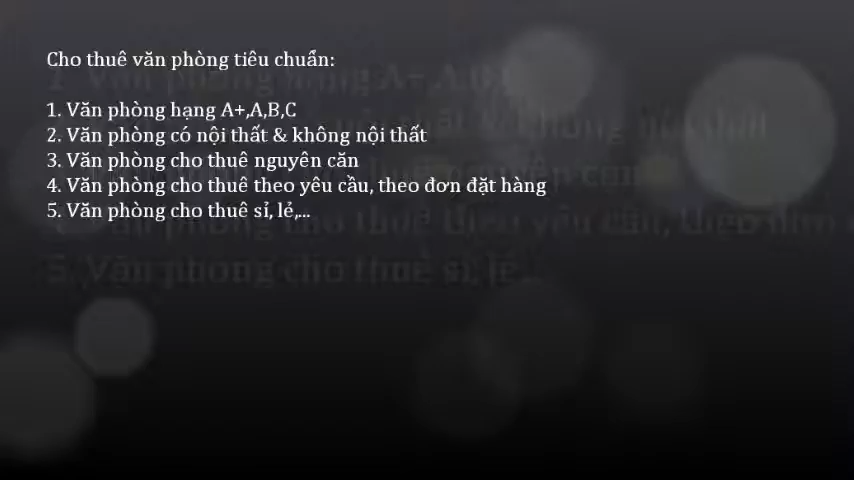 Cho thuê văn phòng tiêu chuẩn:
1. Văn phòng hạng A+,A,B,C
2. Văn phòng có nội thất & không nội thất
3. Văn phòng cho thuê nguyên căn
4. Văn phòng cho thuê theo yêu cầu, theo đơn đặt hàng
5. Văn phòng cho thuê sỉ, lẻ,...